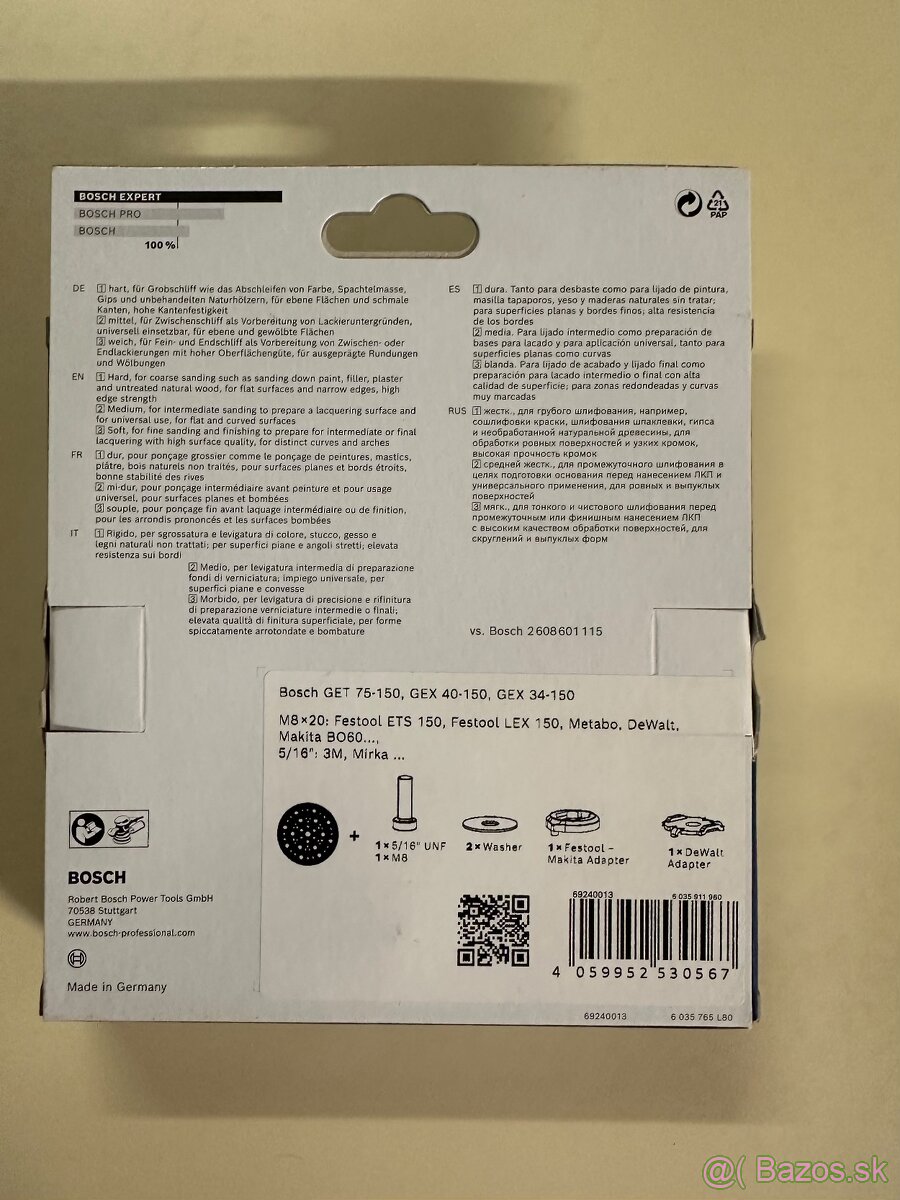 BOSCH EXPERT
BOSCH PRO
BOSCH
100 %
21
PAP
DE 1 hart, für Grobschliff wie das Abschleifen von Farbe, Spachtelmasse,
Gips und unbehandelten Naturhölzern, für ebene Flächen und schmale
Kanten, hohe Kantenfestigkeit
2 mittel, für Zwischenschliff als Vorbereitung von Lackieruntergründen,
universell einsetzbar, für ebene und gewölbte Flächen
3 weich, für Fein- und Endschliff als Vorbereitung von Zwischen- oder
Endlackierungen mit hoher Oberflächengüte, für ausgeprägte Rundungen
und Wölbungen
EN 1 Hard, for coarse sanding such as sanding down paint, filler, plaster
and untreated natural wood, for flat surfaces and narrow edges, high
edge strength
2 Medium, for intermediate sanding to prepare a lacquering surface and
for universal use, for flat and curved surfaces
3 Soft, for fine sanding and finishing to prepare for intermediate or final
lacquering with high surface quality, for distinct curves and arches
FR 1 dur, pour ponçage grossier comme le ponçage de peintures, mastics,
plâtre, bois naturels non traités, pour surfaces planes et bords étroits,
bonne stabilité des rives
2 mi-dur, pour ponçage intermédiaire avant peinture et pour usage
universel, pour surfaces planes et bombées
3 souple, pour ponçage fin avant laquage intermédiaire ou de finition,
pour les arrondis prononcés et les surfaces bombées
IT 1 Rigido, per sgrossatura e levigatura di colore, stucco, gesso e
legni naturali non trattati; per superfici piane e angoli stretti; elevata
resistenza sui bordi
2 Medio, per levigatura intermedia di preparazione
fondi di verniciatura; impiego universale, per
superfici piane e convesse
3 Morbido, per levigatura di precisione e rifinitura
di preparazione verniciature intermedie o finali;
elevata qualità di finitura superficiale, per forme
spiccatamente arrotondate e bombature
ES 1 dura. Tanto para desbaste como para lijado de pintura,
masilla tapaporos, yeso y maderas naturales sin tratar;
para superficies planas y bordes finos; alta resistencia
de los bordes
2 media. Para lijado intermedio como preparación de
bases para lacado y para aplicación universal, tanto para
superficies planas como curvas
3 blanda. Para lijado de acabado y lijado final como
preparación para lacado intermedio o final con alta
calidad de superficie; para zonas redondeadas y curvas
muy marcadas
RUS 1 жестк., для грубого шлифования, например,
сошлифовки краски, шлифования шпаклевки, гипса
и необработанной натуральной древесины, для
обработки ровных поверхностей и узких кромок,
высокая прочность кромок
2 средней жестк., для промежуточного шлифования в
целях подготовки основания перед нанесением ЛКП и
универсального применения, для ровных и выпуклых
поверхностей
3 мягк., для тонкого и чистового шлифования перед
промежуточным или финишным нанесением ЛКП
с высоким качеством обработки поверхностей, для
скруглений и выпуклых форм
vs. Bosch 2608601115
Bosch GET 75-150, GEX 40-150, GEX 34-150
M8×20: Festool ETS 150, Festool LEX 150, Metabo, DeWalt,
Makita BO60...,
5/16": 3M, Mirka ...
+
1×5/16" UNF
1×M8
2×Washer
1×Festool –
Makita Adapter
1×DeWalt
Adapter
BOSCH
Robert Bosch Power Tools GmbH
70538 Stuttgart
GERMANY
www.bosch-professional.com
Made in Germany
69240013 6 035 911 960
4 059952 530567
69240013 6 035 765 L80
@( Bazos.sk